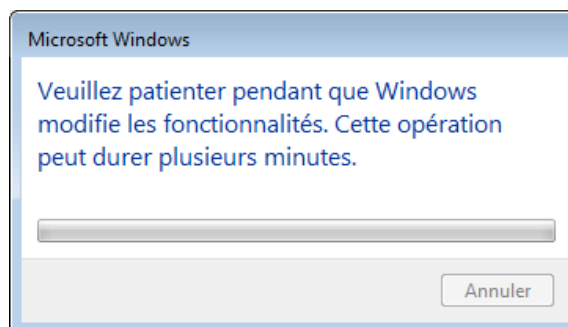 Microsoft Windows
Veuillez patienter pendant que Windows
modifie les fonctionnalités. Cette opération
peut durer plusieurs minutes.
Annuler